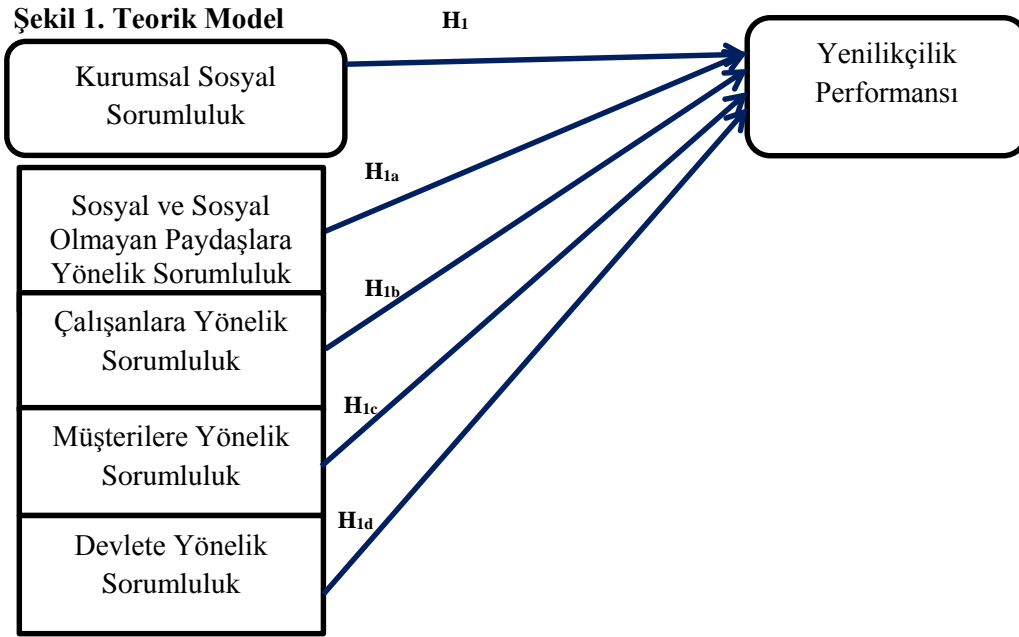 Şekil 1. Teorik Model
H1
Kurumsal Sosyal
Sorumluluk
Yenilikçilik
Performansı
H1a
Sosyal ve Sosyal
Olmayan Paydaşlara
Yönelik Sorumluluk
H1b
Çalışanlara Yönelik
Sorumluluk
H1c
Müşterilere Yönelik
Sorumluluk
H1d
Devlete Yönelik
Sorumluluk